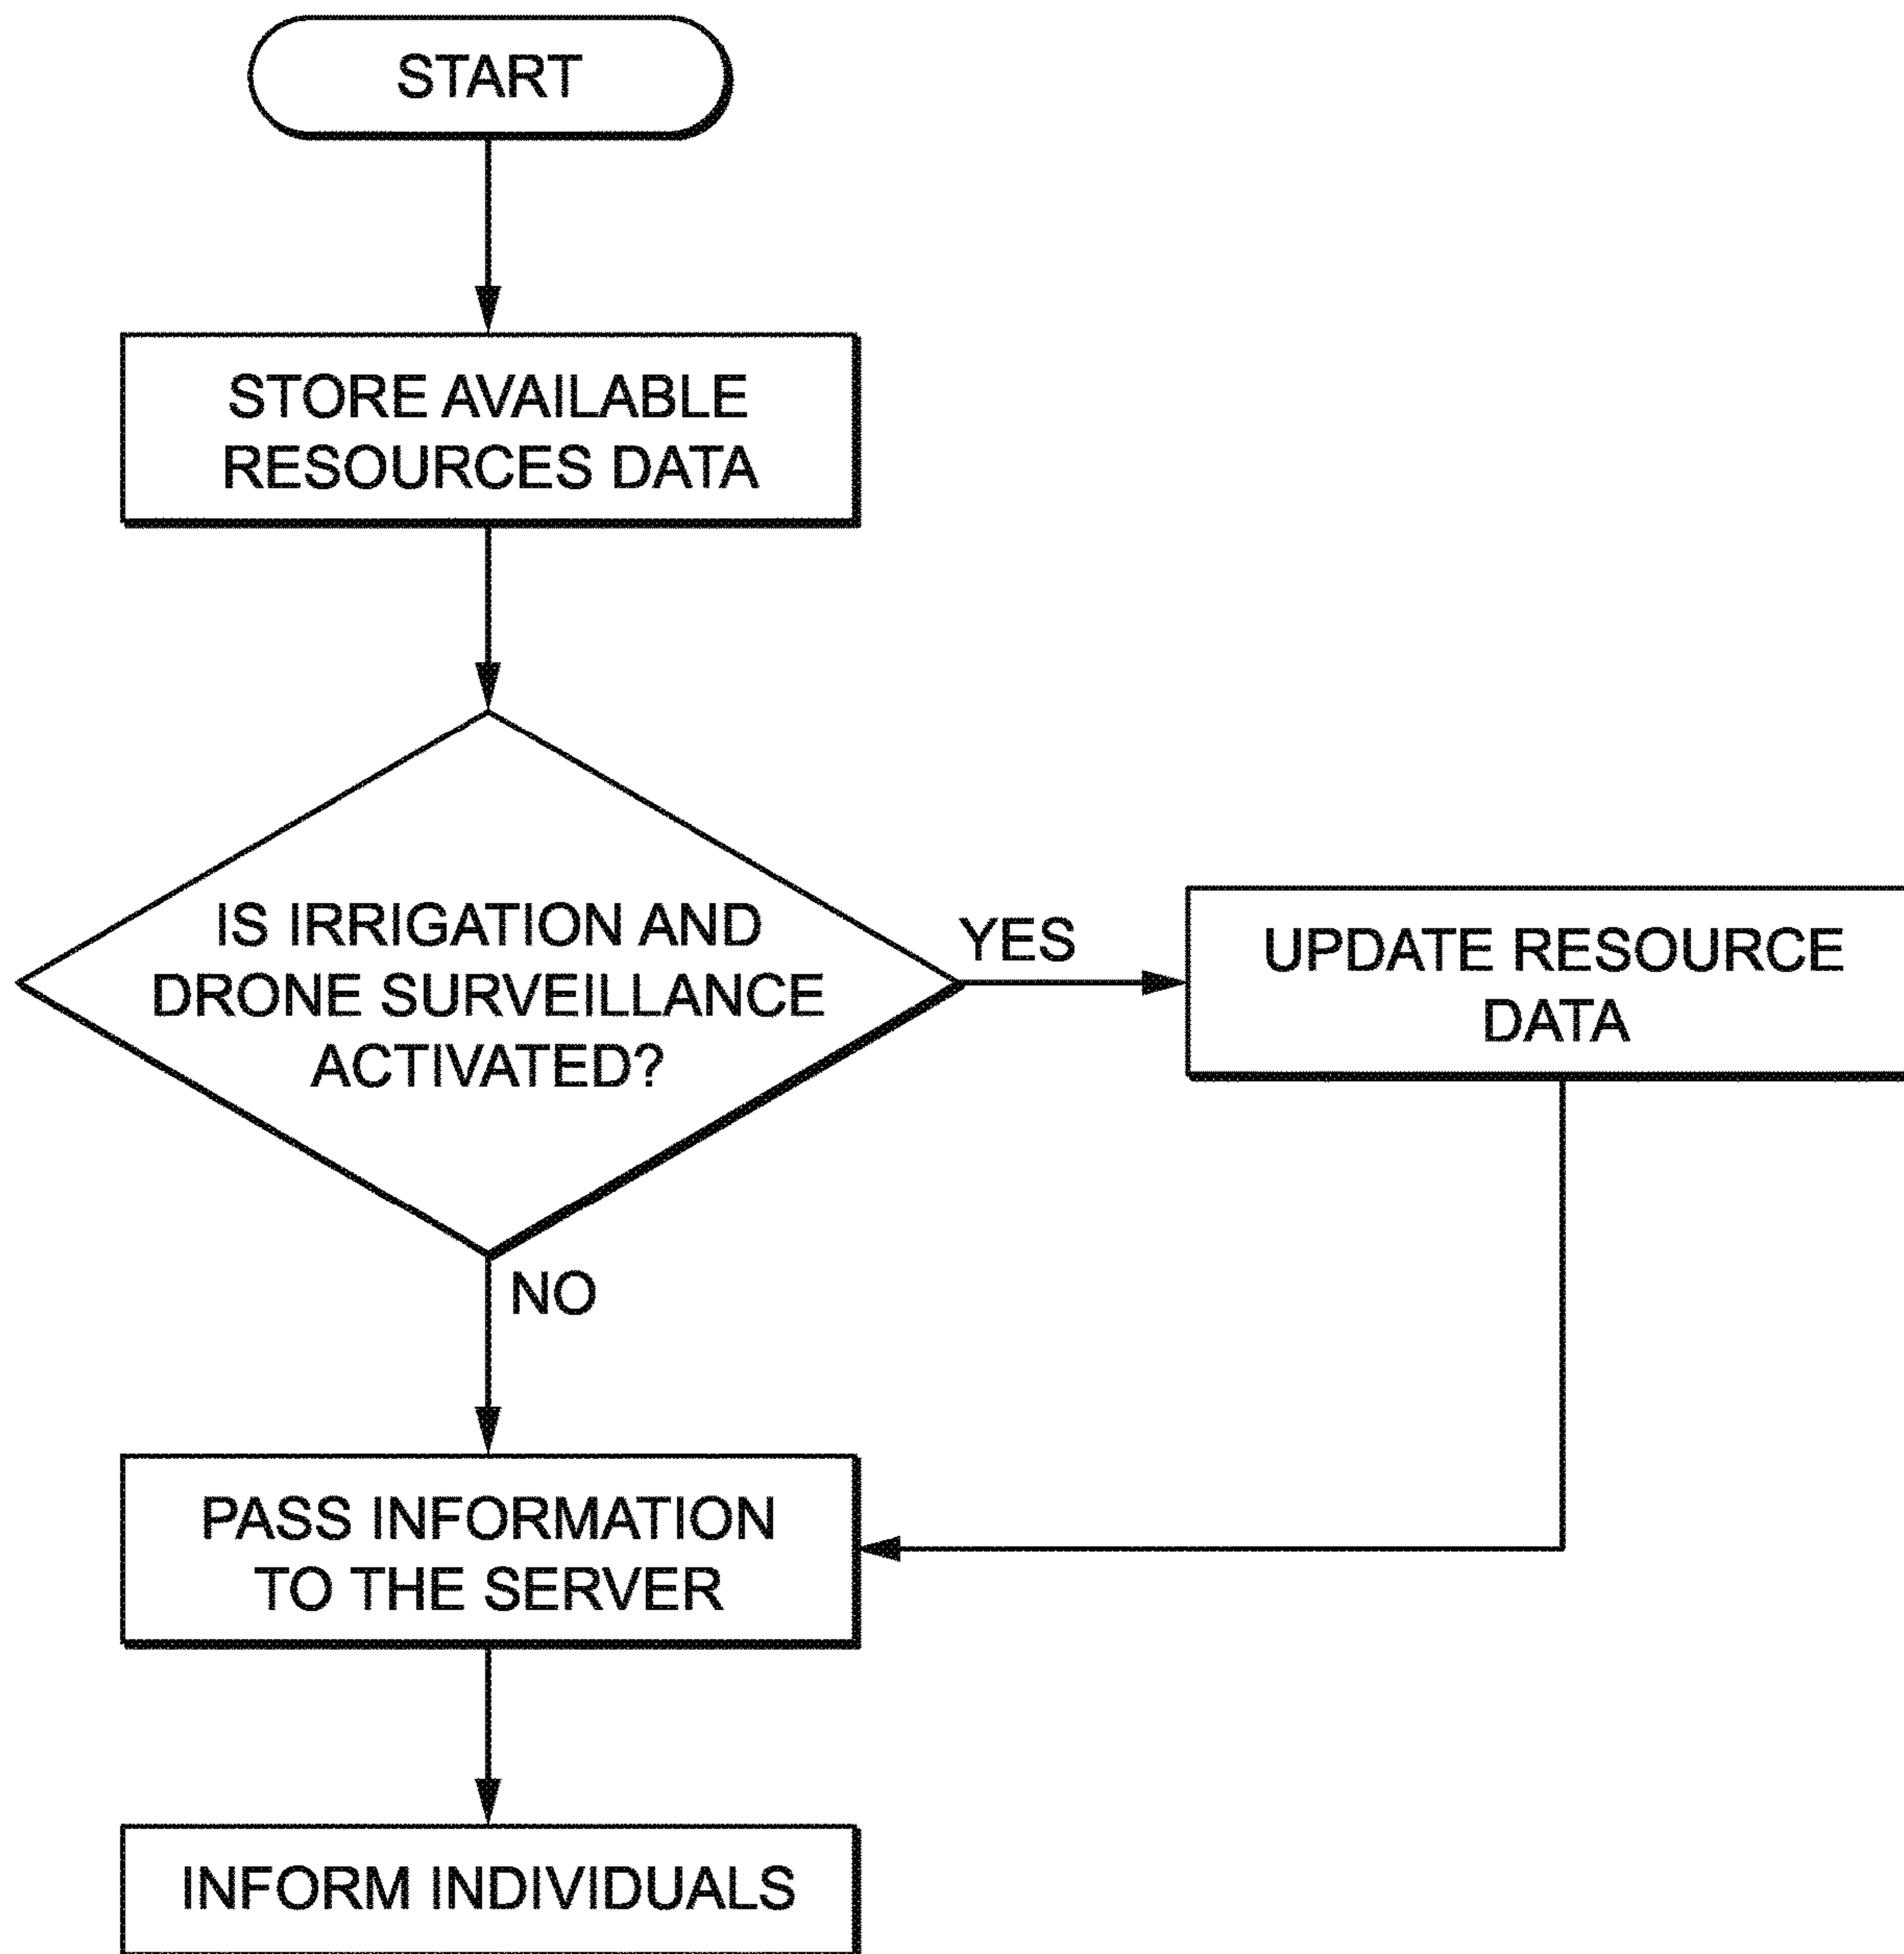 START
STORE AVAILABLE
RESOURCES DATA
IS IRRIGATION AND
DRONE SURVEILLANCE
ACTIVATED?
YES
UPDATE RESOURCE
DATA
NO
PASS INFORMATION
TO THE SERVER
INFORM INDIVIDUALS